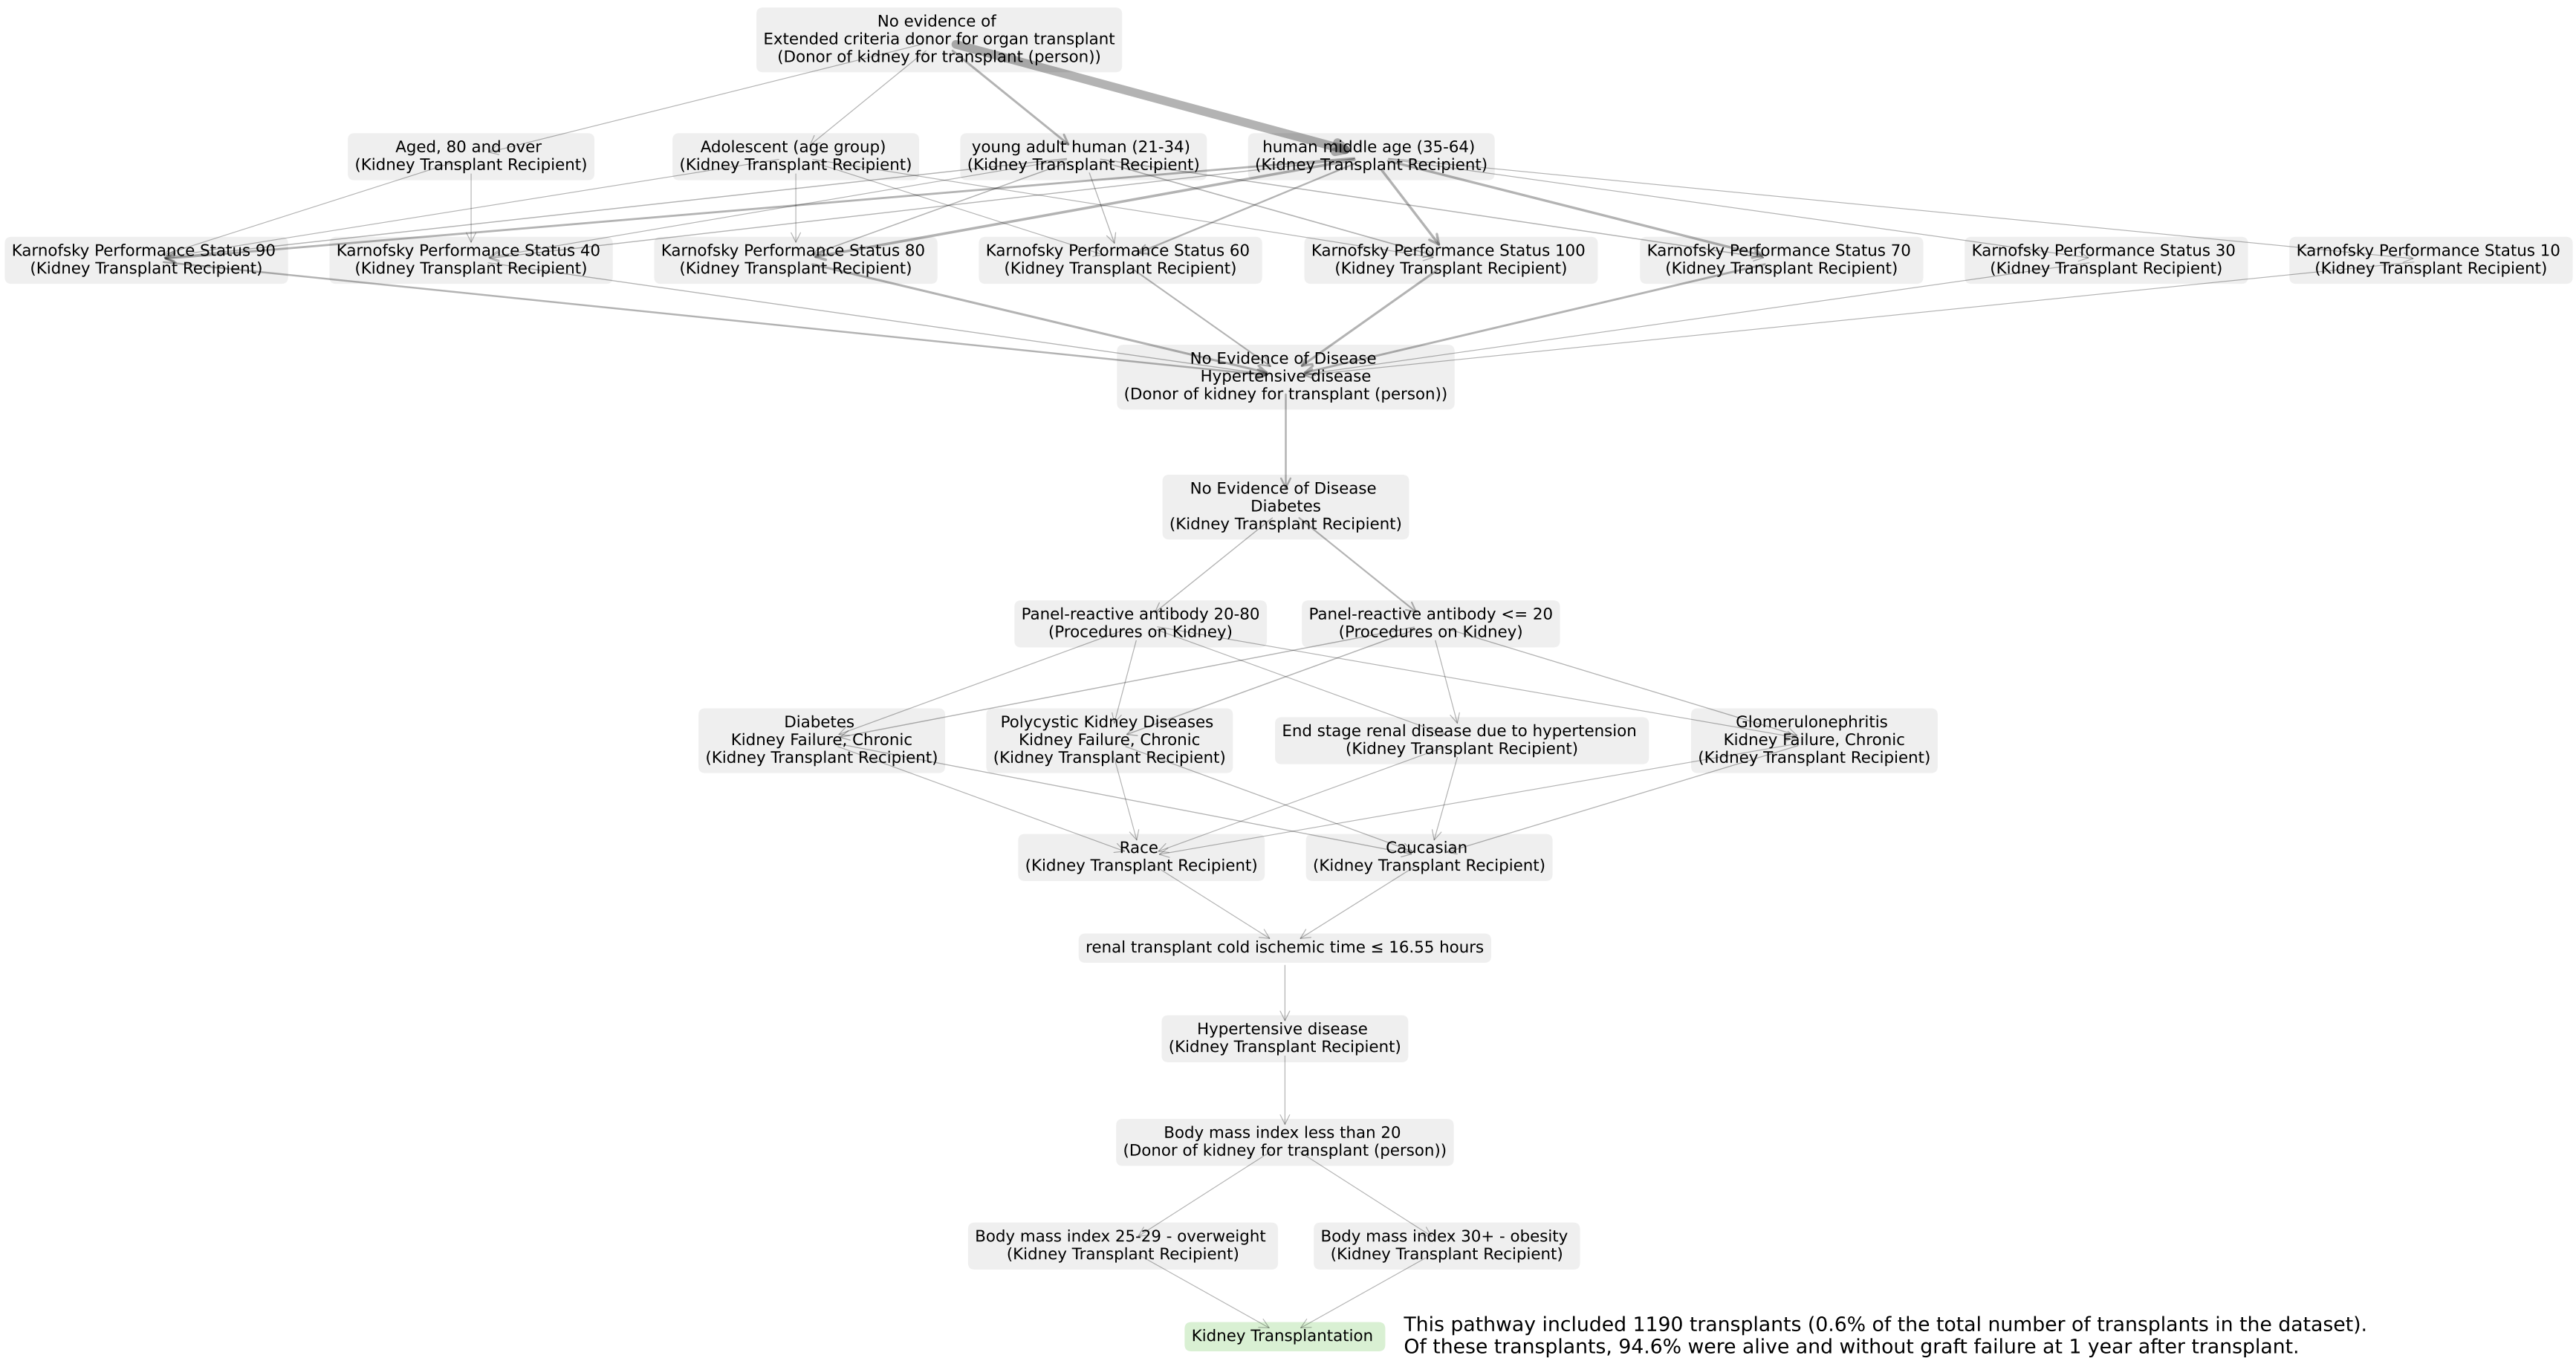 No evidence of
Extended criteria donor for organ transplant
(Donor of kidney for transplant (person))
Aged, 80 and over
(Kidney Transplant Recipient)
Adolescent (age group)
(Kidney Transplant Recipient)
young adult human (21-34)
(Kidney Transplant Recipient)
human middle age (35-64)
(Kidney Transplant Recipient)
Karnofsky Performance Status 90
(Kidney Transplant Recipient)
Karnofsky Performance Status 40
(Kidney Transplant Recipient)
Karnofsky Performance Status 80
(Kidney Transplant Recipient)
Karnofsky Performance Status 60
(Kidney Transplant Recipient)
Karnofsky Performance Status 100
(Kidney Transplant Recipient)
Karnofsky Performance Status 70
(Kidney Transplant Recipient)
Karnofsky Performance Status 30
(Kidney Transplant Recipient)
Karnofsky Performance Status 10
(Kidney Transplant Recipient)
No Evidence of Disease
Hypertensive disease
(Donor of kidney for transplant (person))
No Evidence of Disease
Diabetes
(Kidney Transplant Recipient)
Panel-reactive antibody 20-80
(Procedures on Kidney)
Panel-reactive antibody <= 20
(Procedures on Kidney)
Diabetes
Kidney Failure, Chronic
(Kidney Transplant Recipient)
Polycystic Kidney Diseases
Kidney Failure, Chronic
(Kidney Transplant Recipient)
End stage renal disease due to hypertension
(Kidney Transplant Recipient)
Glomerulonephritis
Kidney Failure, Chronic
(Kidney Transplant Recipient)
Race
(Kidney Transplant Recipient)
Caucasian
(Kidney Transplant Recipient)
renal transplant cold ischemic time ≤ 16.55 hours
Hypertensive disease
(Kidney Transplant Recipient)
Body mass index less than 20
(Donor of kidney for transplant (person))
Body mass index 25-29 - overweight
(Kidney Transplant Recipient)
Body mass index 30+ - obesity
(Kidney Transplant Recipient)
Kidney Transplantation
This pathway included 1190 transplants (0.6% of the total number of transplants in the dataset).
Of these transplants, 94.6% were alive and without graft failure at 1 year after transplant.